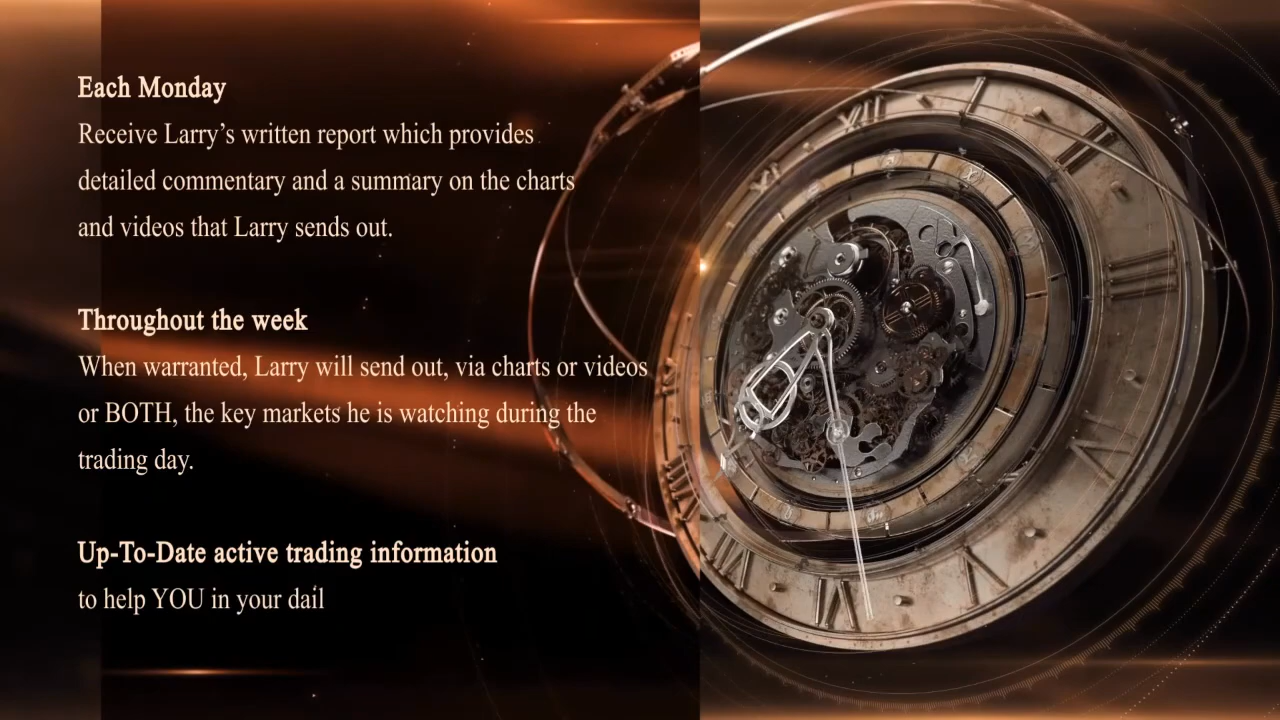 Each Monday
Receive Larry’s written report which provides
detailed commentary and a summary on the charts
and videos that Larry sends out.
Throughout the week
When warranted, Larry will send out, via charts or videos
or BOTH, the key markets he is watching during the
trading day.
Up-To-Date active trading information
to help YOU in your dail